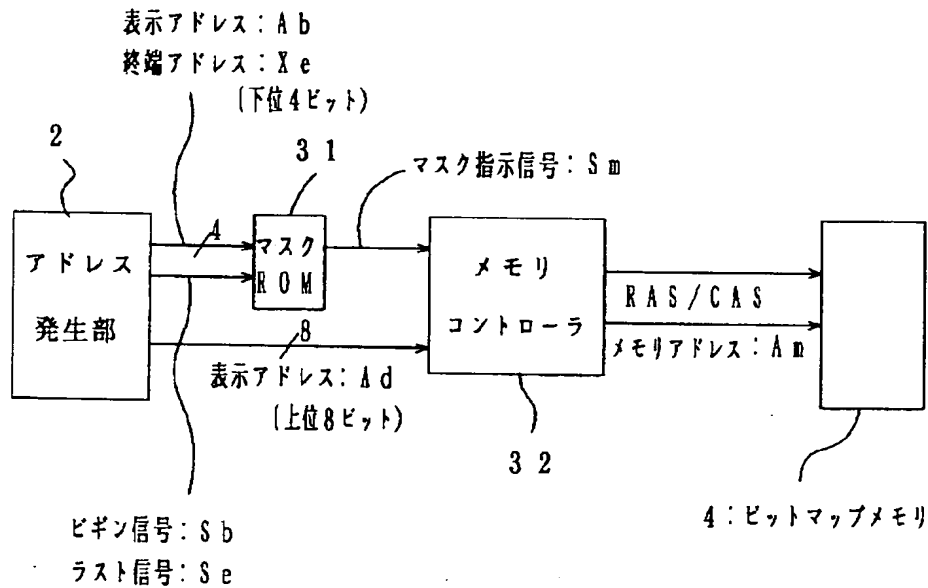 表示アドレス：Ａｂ
終端アドレス：Ｘｅ
（下位４ビット）
２
３１
マスク指示信号：Ｓｍ
アドレス
発生部
４
マスク
ＲＯＭ
メモリ
コントローラ
ＲＡＳ／ＣＡＳ
メモリアドレス：Ａｍ
８
表示アドレス：Ａｄ
（上位８ビット）
３２
ビギン信号：Ｓｂ
ラスト信号：Ｓｅ
４：ビットマップメモリ